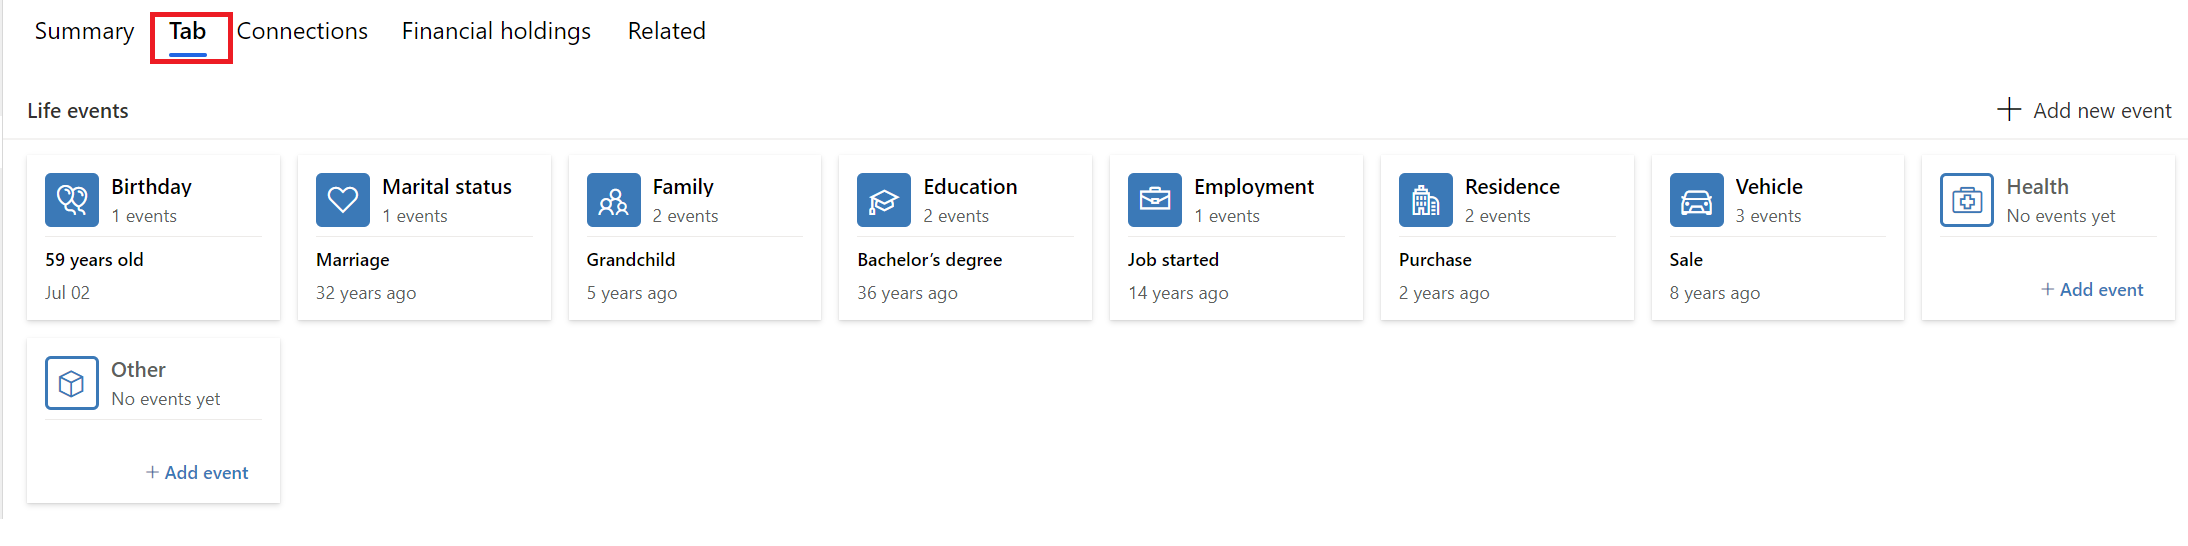 Summary Tab Connections Financial holdings Related
Life events
+ Add new event
Birthday
1 events
59 years old
Jul 02
Marital status
1 events
Marriage
32 years ago
Family
2 events
Grandchild
5 years ago
Education
2 events
Bachelor’s degree
36 years ago
Employment
1 events
Job started
14 years ago
Residence
2 events
Purchase
2 years ago
Vehicle
3 events
Sale
8 years ago
Health
No events yet
+ Add event
Other
No events yet
+ Add event